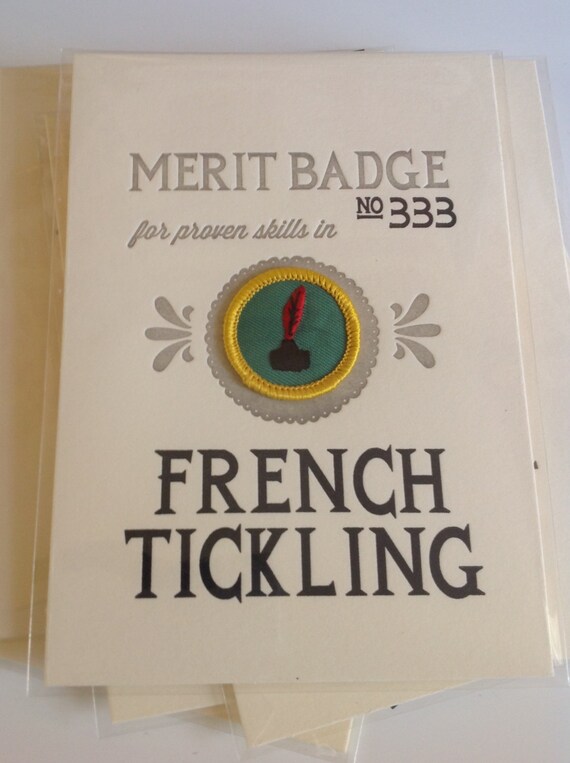 MERIT BADGE
No 333
for proven skills in
FRENCH
TICKLING